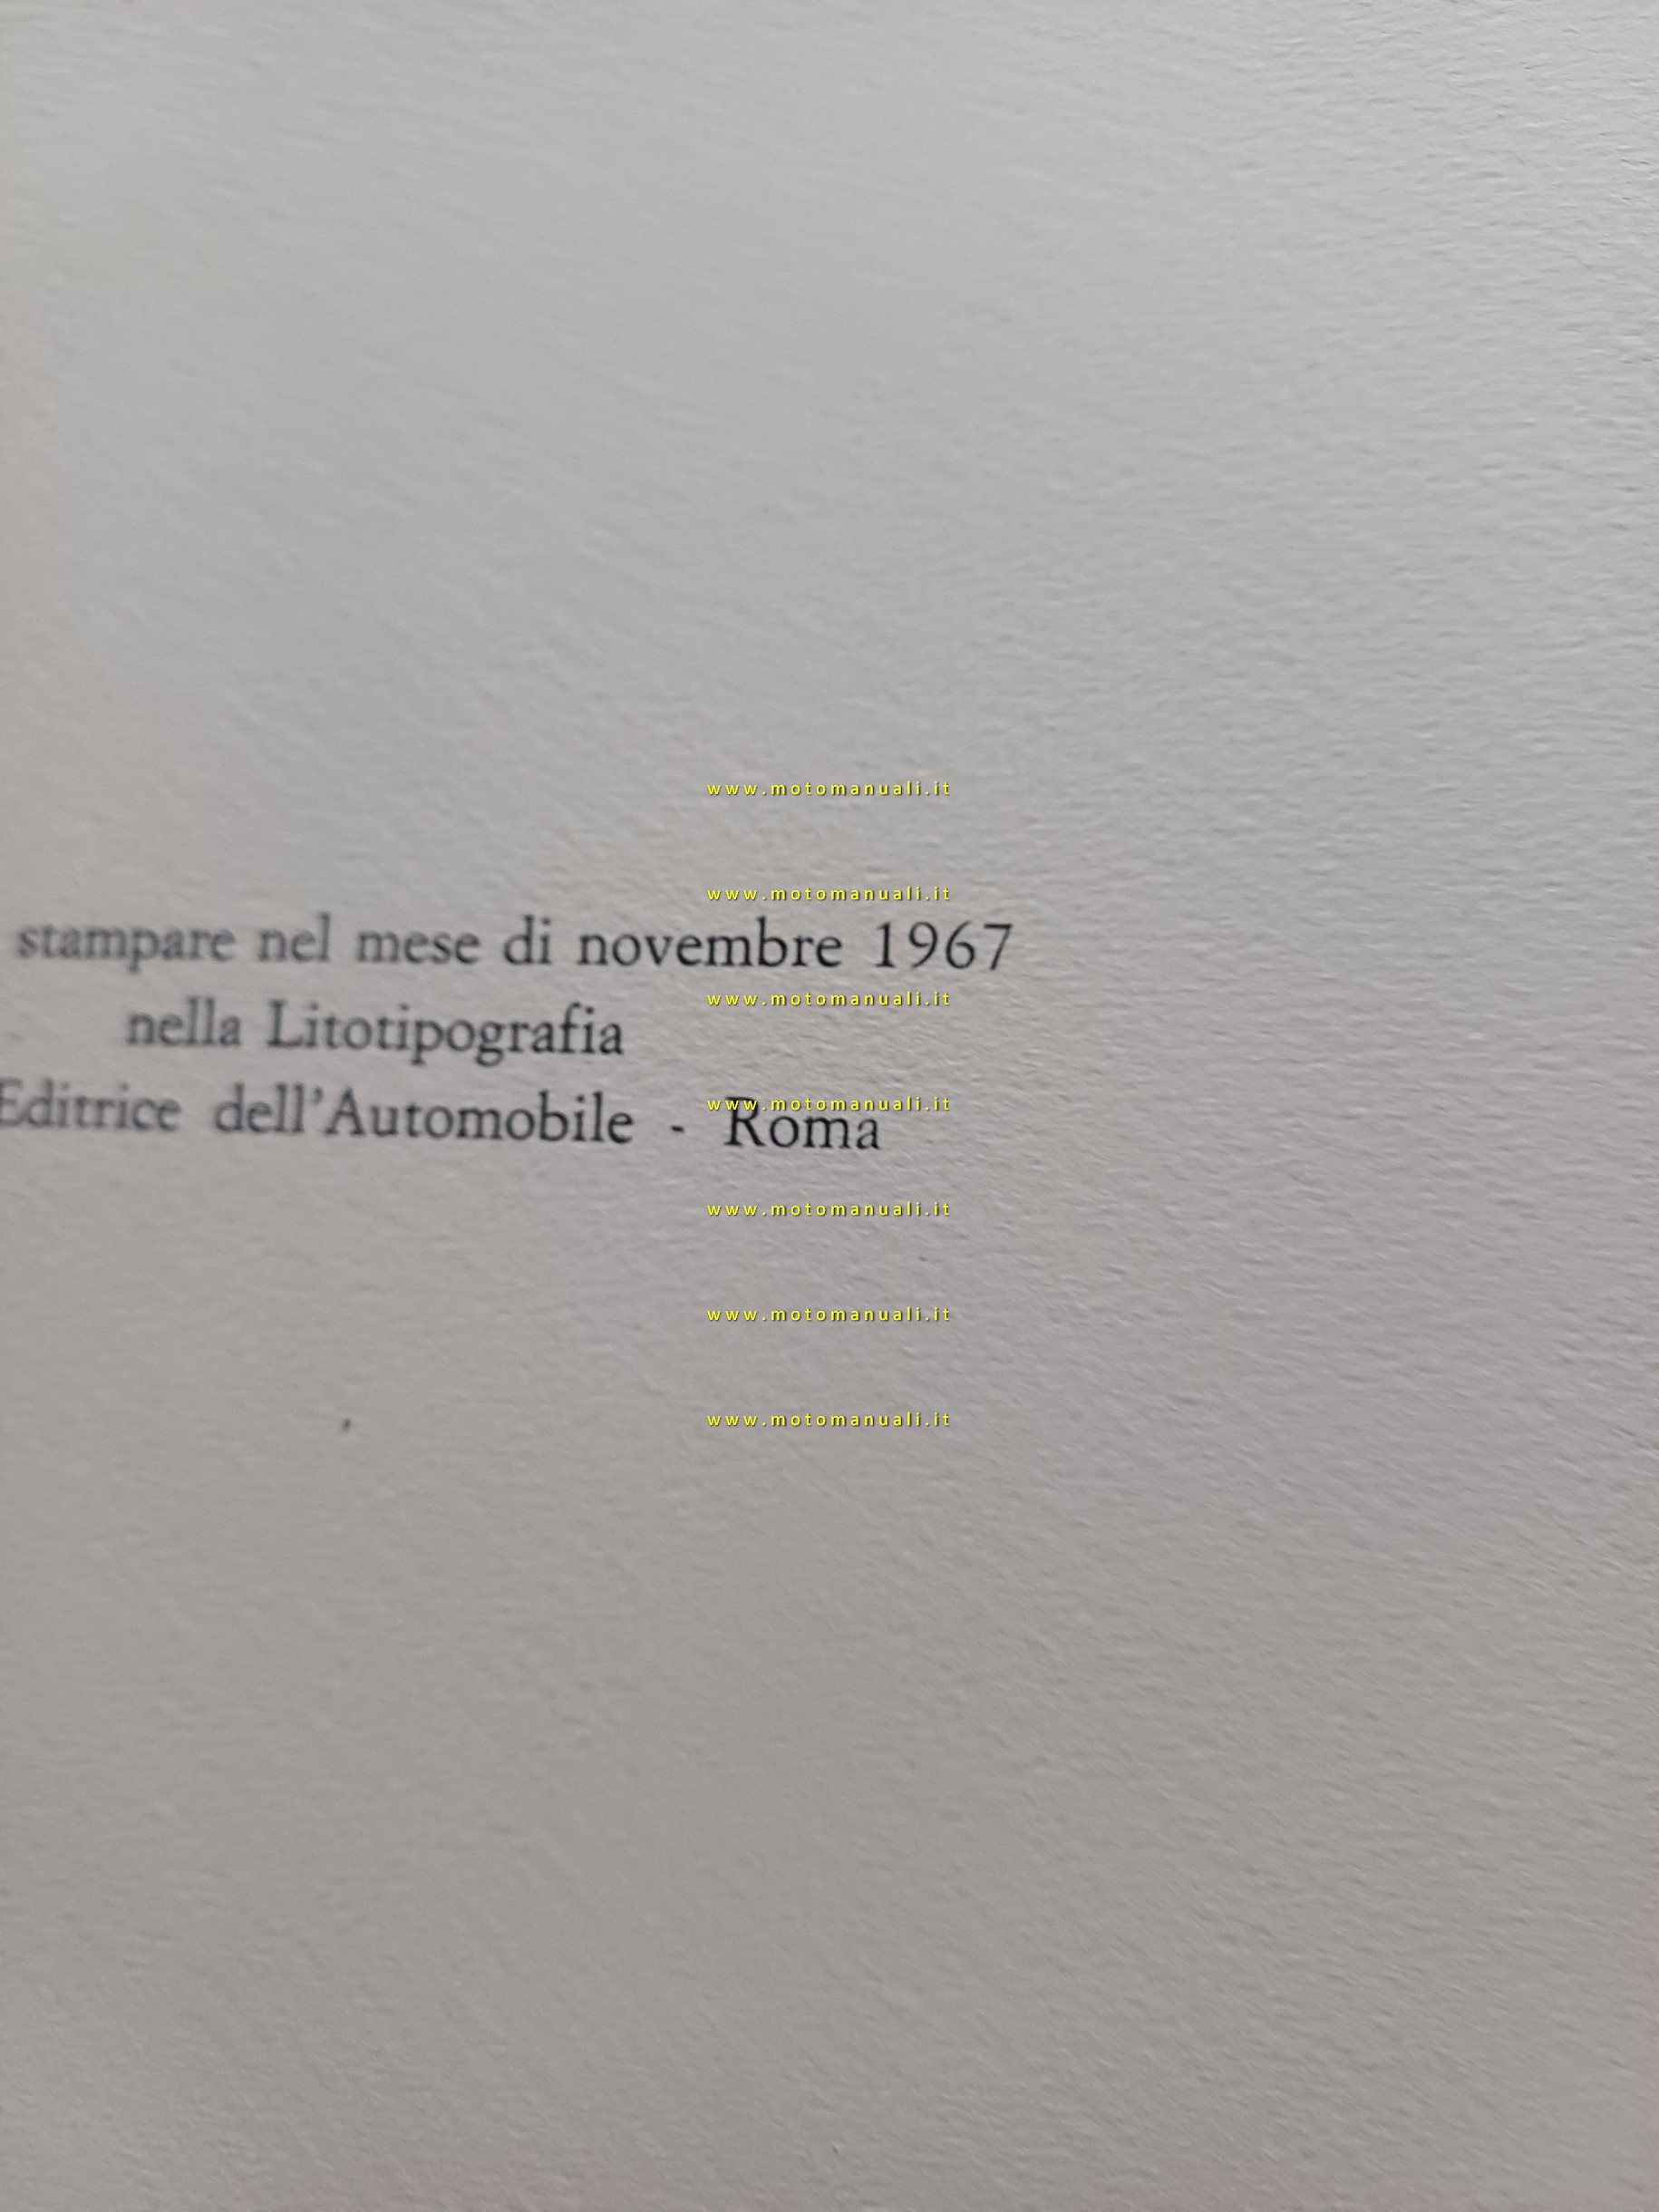 www.motomanuali.it
www.motomanuali.it
stampare nel mese di novembre 1967
www.motomanuali.it
nella Litotipografia
www.motomanuali.it
Editrice dell'Automobile - Roma
www.motomanuali.it
www.motomanuali.it
www.motomanuali.it